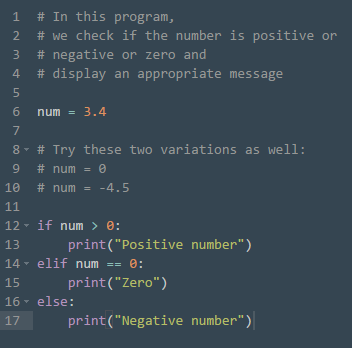 1 # In this program,
2 # we check if the number is positive or
3 # negative or zero and
4 # display an appropriate message
5
6 num = 3.4
7
8 # Try these two variations as well:
9 # num = 0
10 # num = -4.5
11
12 if num > 0:
13     print("Positive number")
14 elif num == 0:
15     print("Zero")
16 else:
17     print("Negative number")